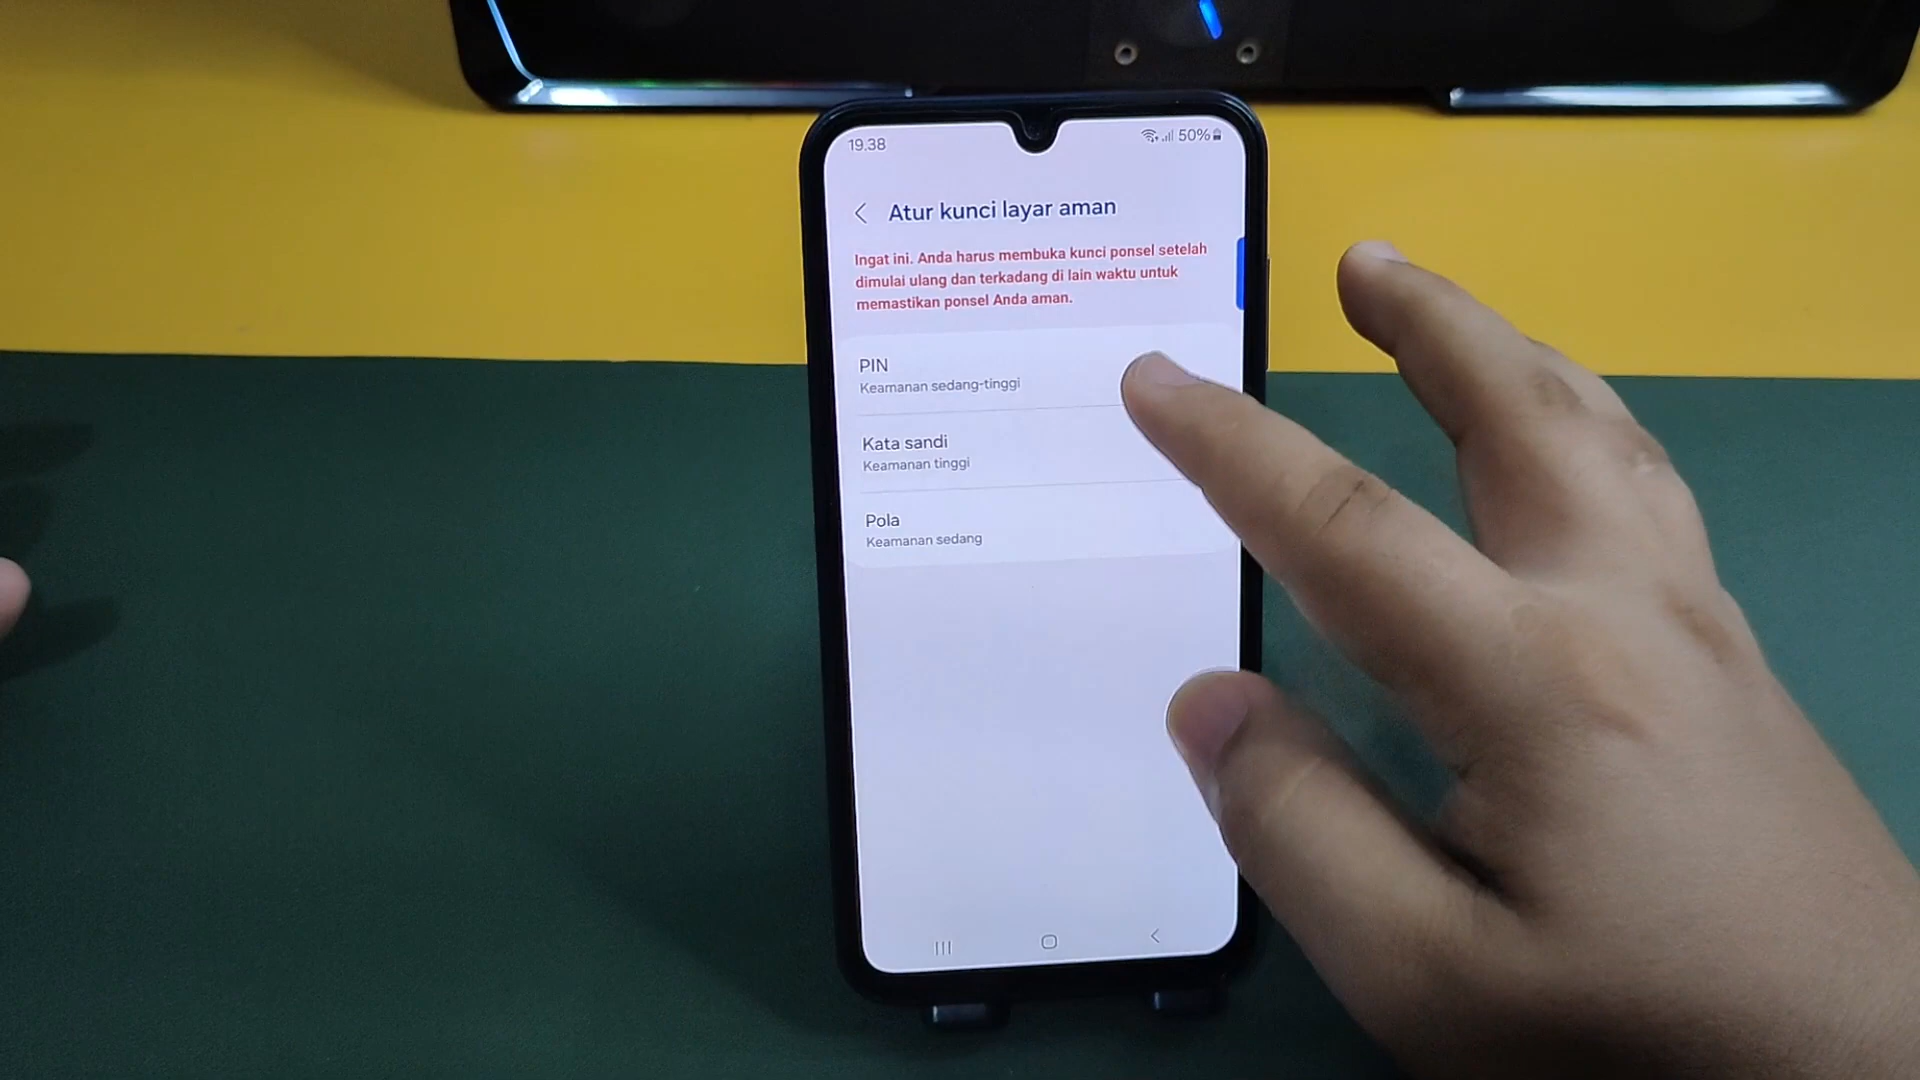 19.38
50%
Atur kunci layar aman
Ingat ini. Anda harus membuka kunci ponsel setelah
dimulai ulang dan terkadang di lain waktu untuk
memastikan ponsel Anda aman.
PIN
Keamanan sedang-tinggi
Kata sandi
Keamanan tinggi
Pola
Keamanan sedang